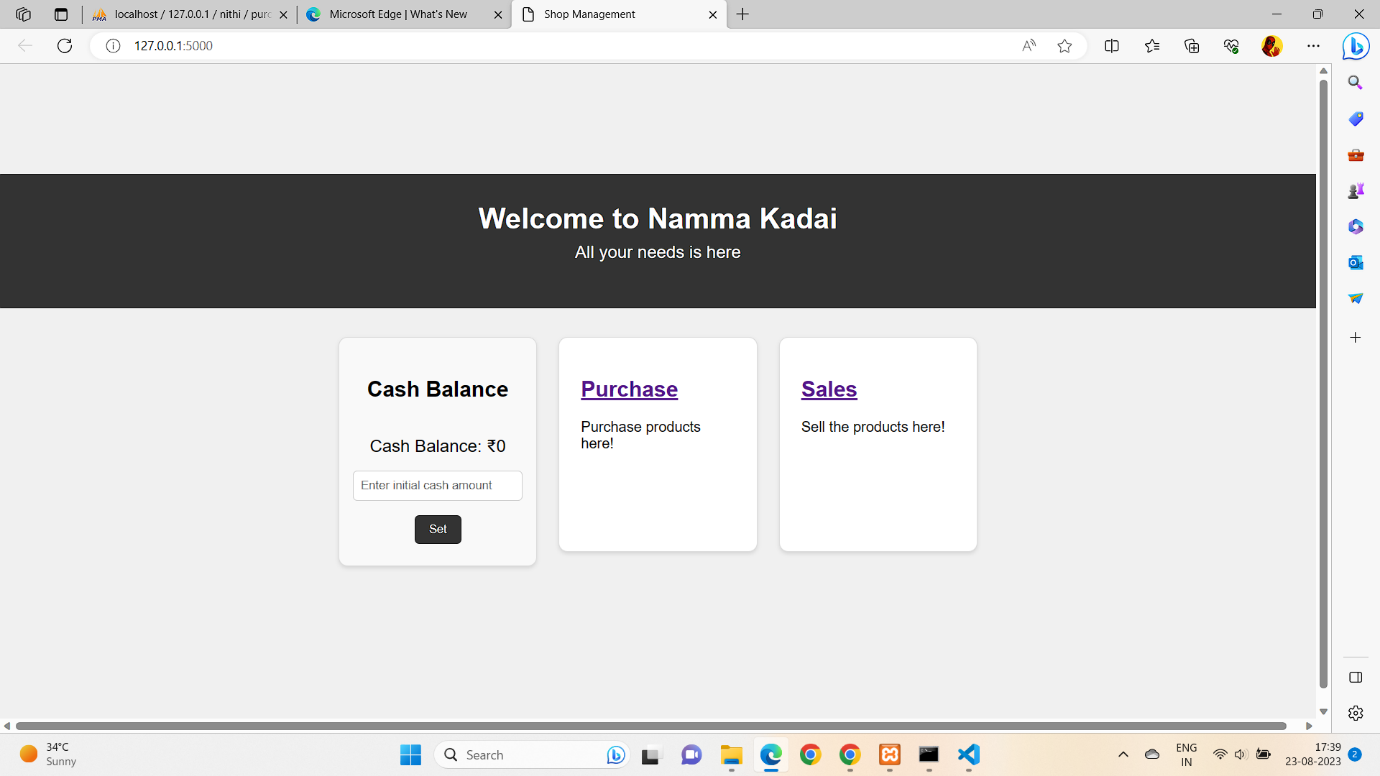 localhost / 127.0.0.1 / nithi / purc
Microsoft Edge | What's New
Shop Management
127.0.0.1:5000
Welcome to Namma Kadai
All your needs is here
Cash Balance
Cash Balance: ₹0
Enter initial cash amount
Set
Purchase
Purchase products
here!
Sales
Sell the products here!
34°C
Sunny
Search
ENG
IN
17:39
23-08-2023
2